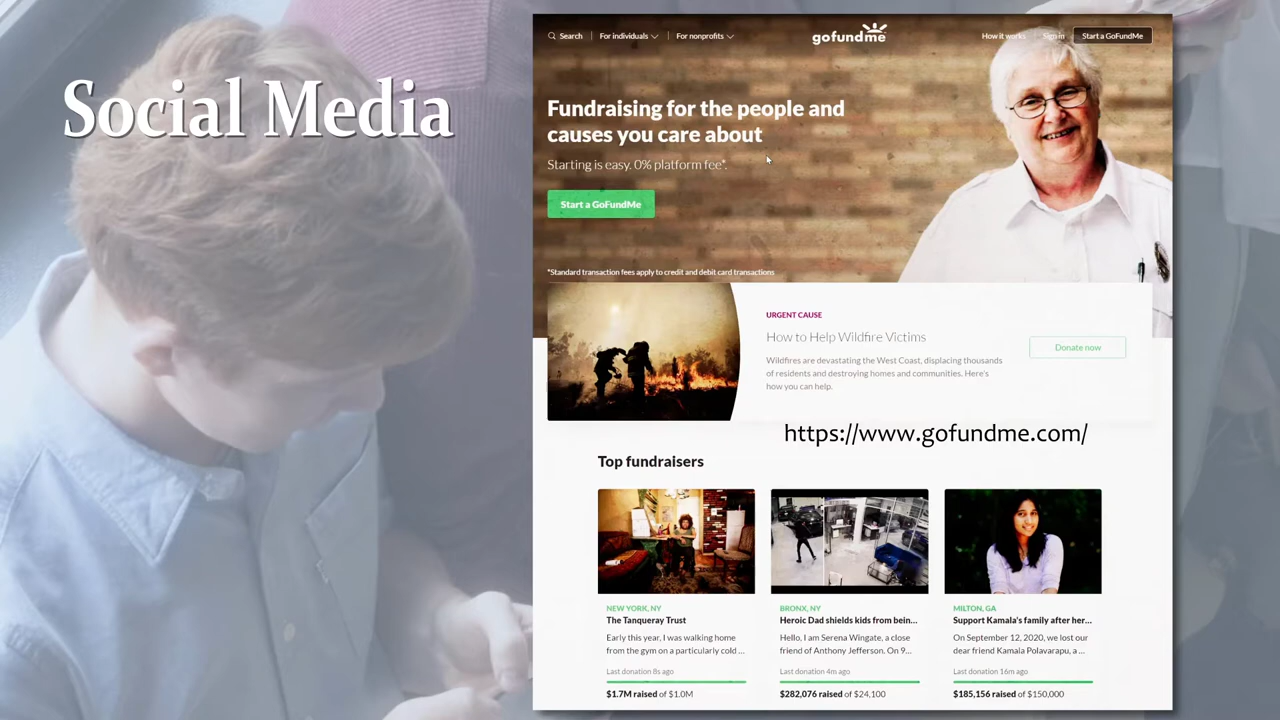 Social Media
Search
For individuals
For nonprofits
gofundme
How it works
Sign in
Start a GoFundMe
Fundraising for the people and
causes you care about
Starting is easy. 0% platform fee*.
Start a GoFundMe
*Standard transaction fees apply to credit and debit card transactions
URGENT CAUSE
How to Help Wildfire Victims
Wildfires are devastating the West Coast, displacing thousands
of residents and destroying homes and communities. Here's
how you can help.
Donate now
https://www.gofundme.com/
Top fundraisers
NEW YORK, NY
The Tanqueray Trust
Early this year, I was walking home
from the gym on a particularly cold ...
Last donation 8s ago
$1.7M raised of $1.0M
BRONX, NY
Heroic Dad shields kids from bein...
Hello, I am Serena Wingate, a close
friend of Anthony Jefferson. On 9...
Last donation 4m ago
$282,076 raised of $24,100
MILTON, GA
Support Kamala's family after her...
On September 12, 2020, we lost our
dear friend Kamala Polavarapu, a ...
Last donation 16m ago
$185,156 raised of $150,000